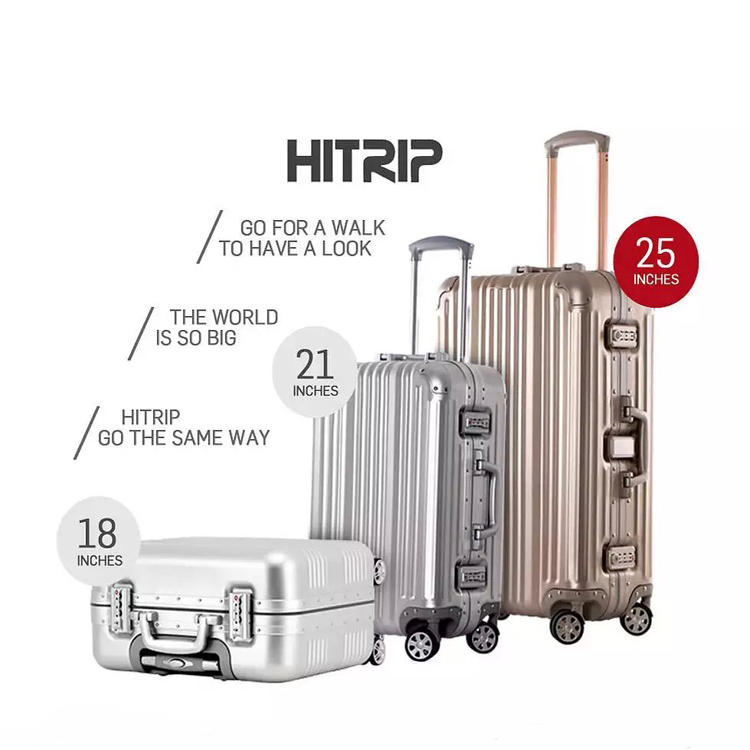 HITRIP
GO FOR A WALK
TO HAVE A LOOK
25
INCHES
THE WORLD
IS SO BIG
21
INCHES
HITRIP
GO THE SAME WAY
18
INCHES